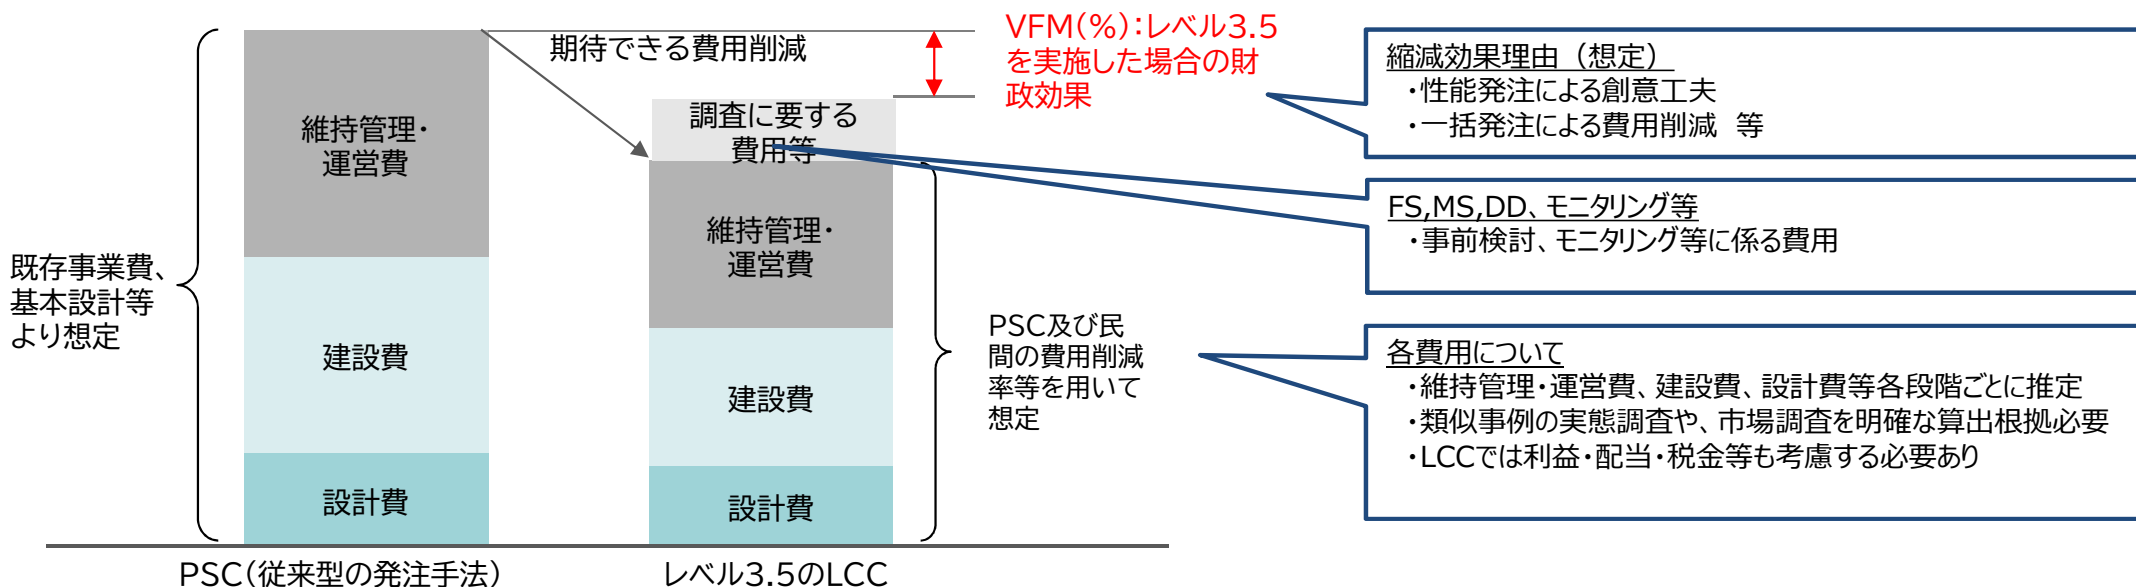 期待できる費用削減
VFM(%):レベル3.5
を実施した場合の財
政効果
縮減効果理由（想定）
・性能発注による創意工夫
・一括発注による費用削減　等
維持管理・
運営費
建設費
設計費
調査に要する
費用等
維持管理・
運営費
建設費
設計費
既存事業費、
基本設計等
より想定
PSC及び民
間の費用削減
率等を用いて
想定
FS,MS,DD、モニタリング等
・事前検討、モニタリング等に係る費用
各費用について
・維持管理・運営費、建設費、設計費等各段階ごとに推定
・類似事例の実態調査や、市場調査を明確な算出根拠必要
・LCCでは利益・配当・税金等も考慮する必要あり
PSC(従来型の発注手法)
レベル3.5のLCC